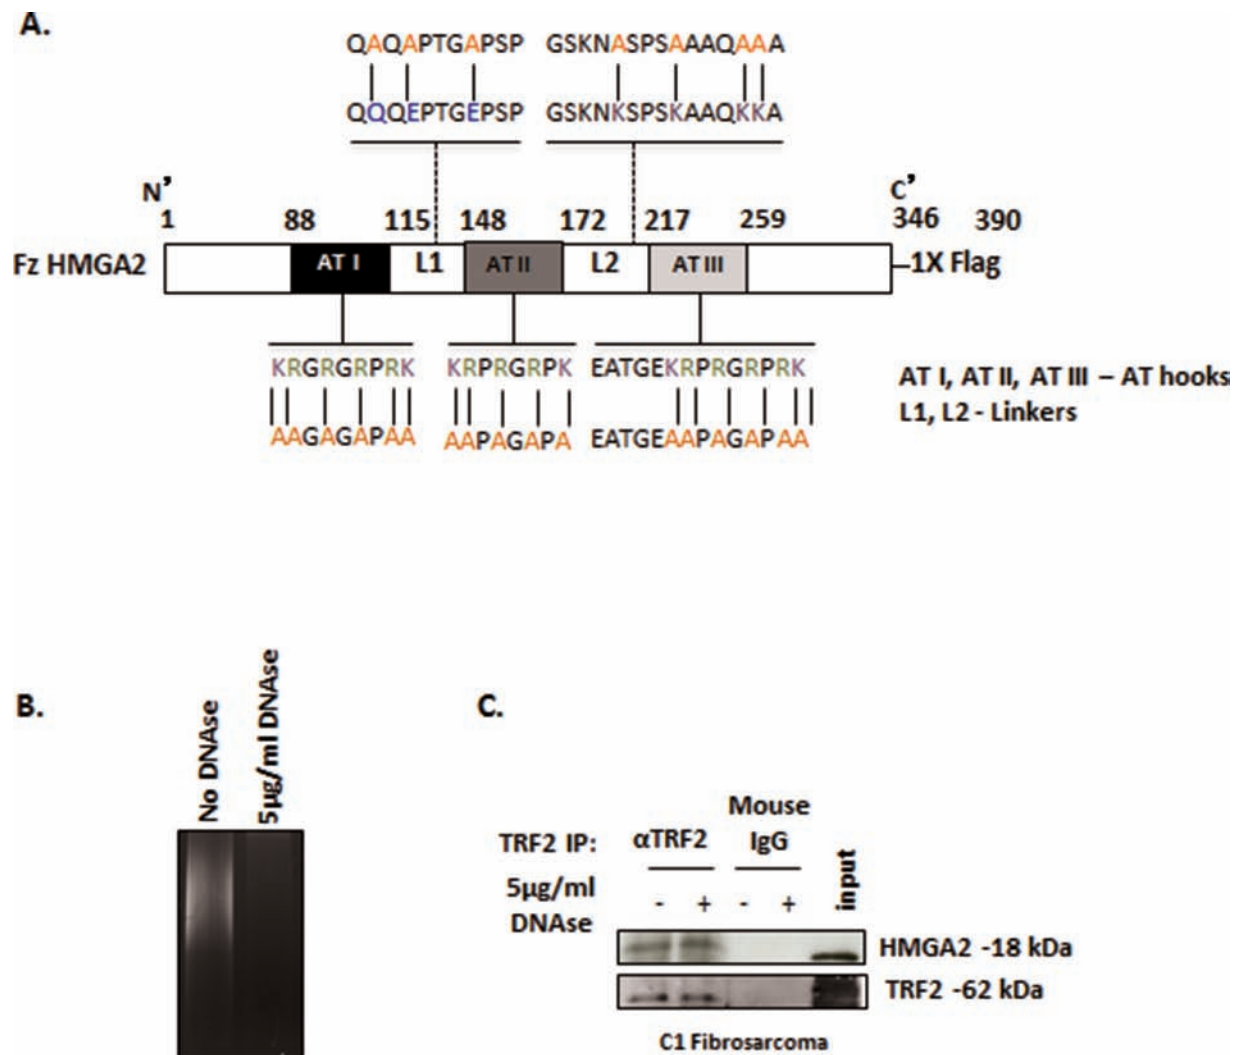 A.
QAQAPTGAPSP GSKNASPSAAAQAAA
QQQEPTGEPSP GSKNKSPSKAAQKKA
N’ C’
1 88 115 148 172 217 259 346 390
Fz HMGA2 AT I L1 AT II L2 AT III 1X Flag
KRGRGRPRK KRPRGRPK EATGEKRPRGRPRK
AAGAGAPAA AAPAGAPA EATGEAAPAGAPAA
AT I, AT II, AT III – AT hooks
L1, L2 - Linkers
B.
No DNAse
5µg/ml DNAse
C.
Mouse
TRF2 IP: αTRF2 IgG
input
5µg/ml
DNAse
- + - +
HMGA2 -18 kDa
TRF2 -62 kDa
C1 Fibrosarcoma